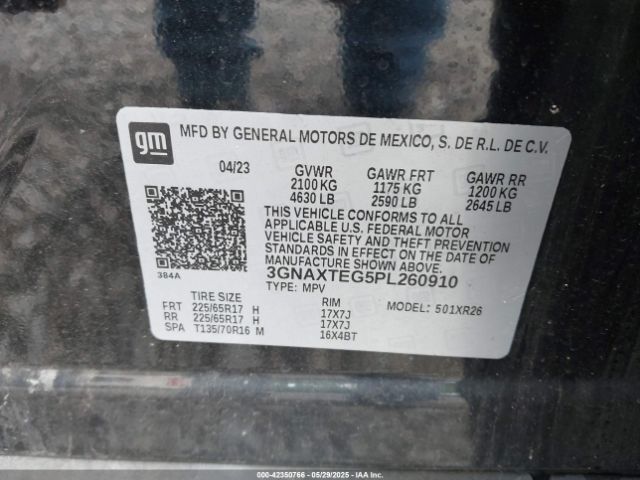 gm
MFD BY GENERAL MOTORS DE MEXICO, S. DE R.L. DE C.V.
04/23 GVWR GAWR FRT GAWR RR
2100 KG 1175 KG 1200 KG
4630 LB 2590 LB 2645 LB
THIS VEHICLE CONFORMS TO ALL
APPLICABLE U.S. FEDERAL MOTOR
VEHICLE SAFETY AND THEFT PREVENTION
STANDARDS IN EFFECT ON THE DATE OF
MANUFACTURE SHOWN ABOVE.
384A
3GNAXTEG5PL260910
TYPE: MPV
TIRE SIZE RIM MODEL: 501XR26
FRT 225/65R17 H 17X7J
RR 225/65R17 H 17X7J
SPA T135/70R16 M 16X4BT
000-42350766 - 05/29/2025 - IAA Inc.